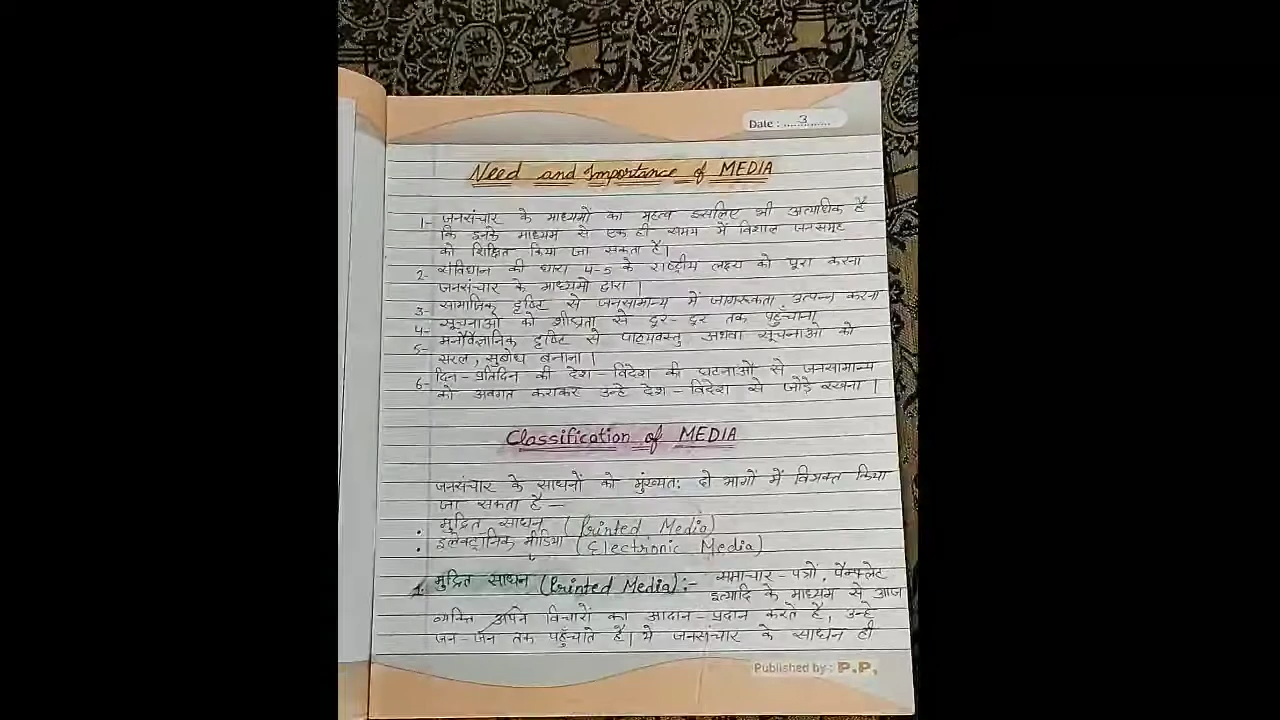 Date : 3
Need and Importance of MEDIA
1- जनसंचार के माध्यमों का महत्व इसलिए भी अत्याधिक है
कि इनके माध्यम से एक ही समय में विशाल जनसमूह
को शिक्षित किया जा सकता है।
2- संविधान की धारा 4-5 के राष्ट्रीय लक्ष्य को पूरा करना
जनसंचार के माध्यमो द्वारा।
3- सामाजिक दृष्टि से जनसामान्य में जागरूकता उत्पन्न करना
4- सूचनाओ को शीघ्रता से दुर-दुर तक पहुँचाना
5- मनोवैज्ञानिक दृष्टि से पाठ्यवस्तु अथवा सूचनाओ को
सरल, सुबोध बनाना।
6- दिन-प्रतिदिन की देश-विदेश की घटनाओं से जनसामान्य
को अवगत कराकर उन्हे देश-विदेश से जोड़े रखना।
Classification of MEDIA
जनसंचार के साधनों को मुख्यत: दो भागों में विभक्त किया
जा सकता है-
• मुद्रित साधन (Printed Media)
• इलेक्ट्रानिक मीडिया (Electronic Media)
1. मुद्रित साधन (Printed Media):- समाचार-पत्रों, पैम्फ्लेट
इत्यादि के माध्यम से आज
व्यक्ति अपने विचारों का आदान-प्रदान करते है, उन्हे
जन-जन तक पहुँचाते है। ये जनसंचार के साधन ही
Published by : P.P.